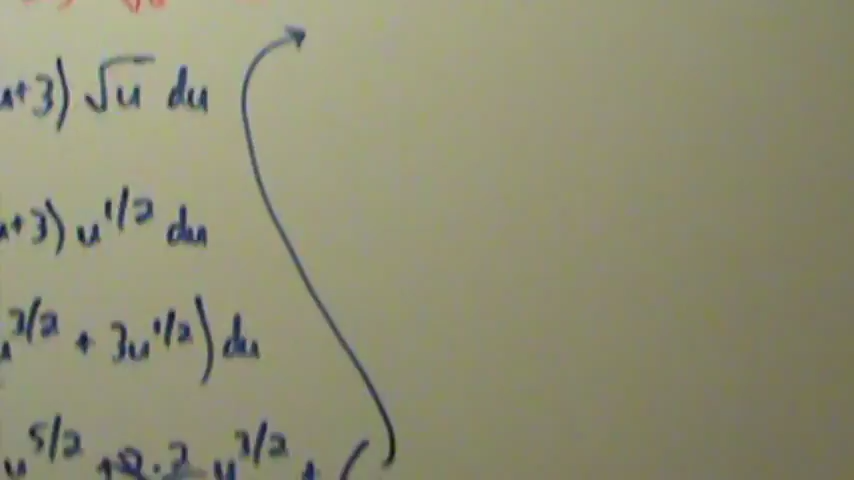 u+3) √u du
u+3) u^1/2 du
u^3/2 + 3u^1/2) du
u^5/2 + u^3/2 + C